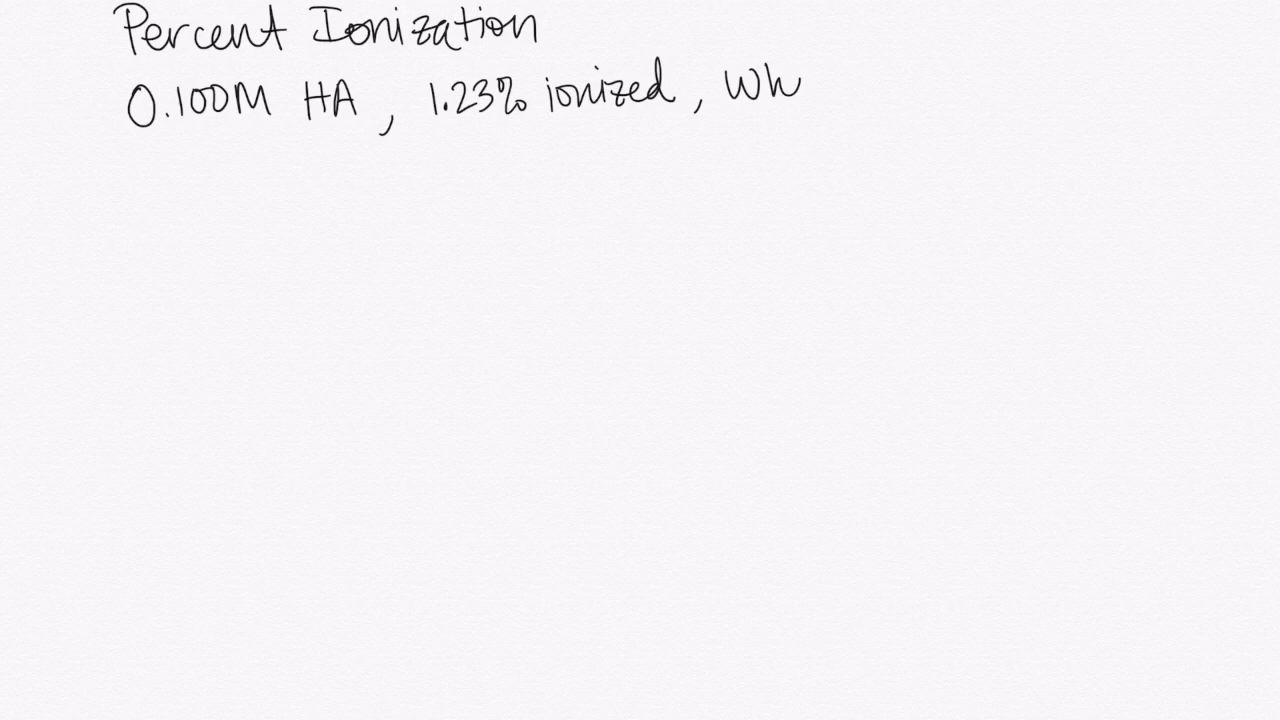 Percent Ionization
0.100M HA, 1.23% ionized, Wh